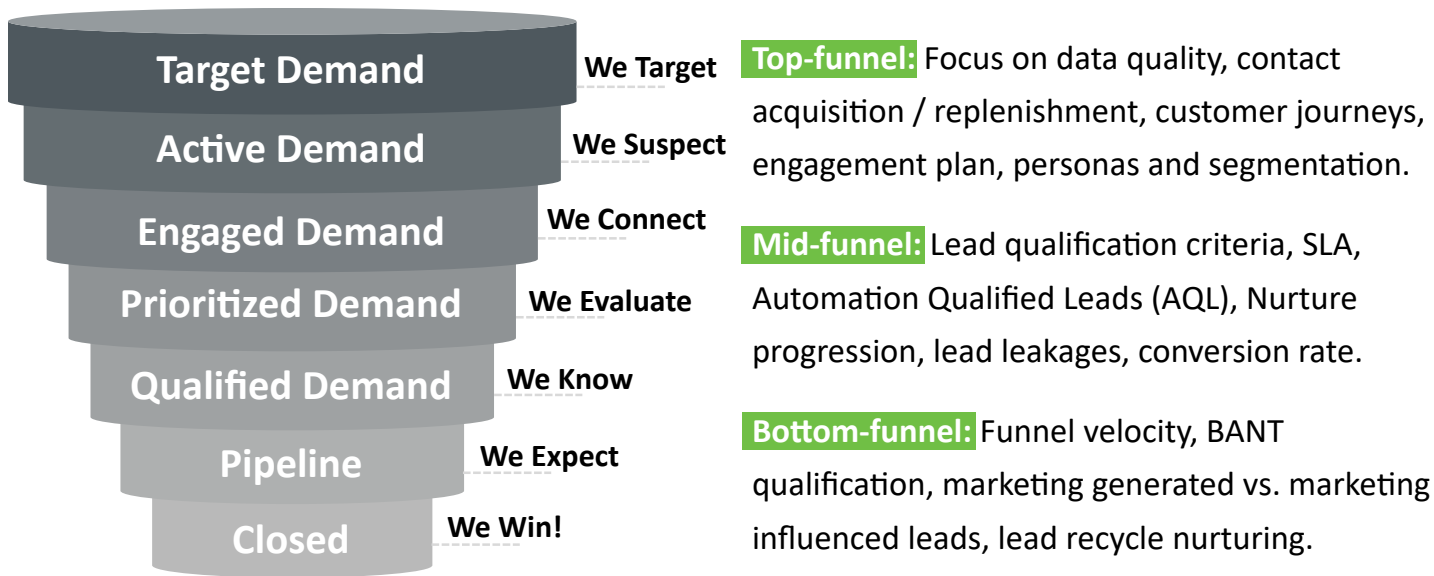 Target Demand
We Target
Active Demand
We Suspect
Engaged Demand
We Connect
Prioritized Demand
We Evaluate
Qualified Demand
We Know
Pipeline
We Expect
Closed
We Win!
Top-funnel: Focus on data quality, contact
acquisition / replenishment, customer journeys,
engagement plan, personas and segmentation.
Mid-funnel: Lead qualification criteria, SLA,
Automation Qualified Leads (AQL), Nurture
progression, lead leakages, conversion rate.
Bottom-funnel: Funnel velocity, BANT
qualification, marketing generated vs. marketing
influenced leads, lead recycle nurturing.